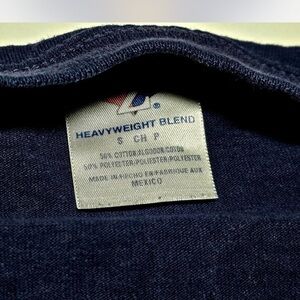 HEAVYWEIGHT BLEND
S CH P
50% COTTON/ALGODON/COTON
50% POLYESTER/POLIESTER/POLYESTER
MADE IN/HECHO EN/FABRIQUE AUX
MEXICO